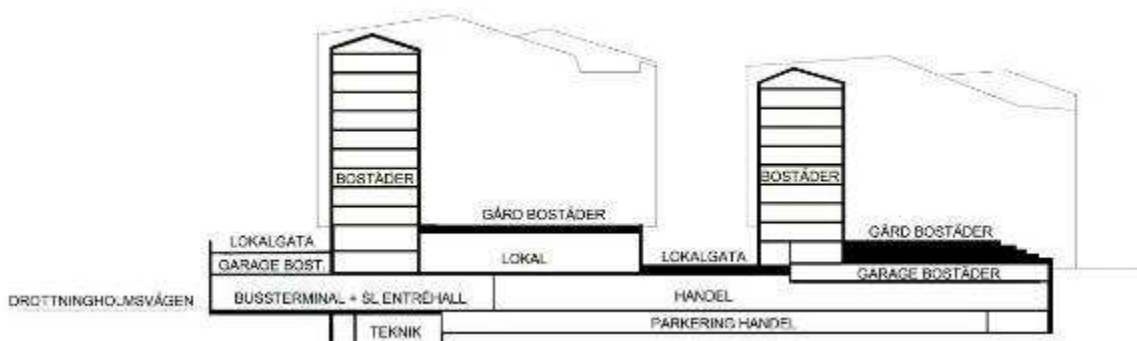 BOSTÄDER
BOSTÄDER
GÅRD BOSTÄDER
GÅRD BOSTÄDER
LOKALGATA
LOKAL
LOKALGATA
GARAGE BOST.
GARAGE BOSTÄDER
DROTTNINGHOLMSVÄGEN
BUSSTERMINAL + SL ENTRÉHALL
HANDEL
TEKNIK
PARKERING HANDEL